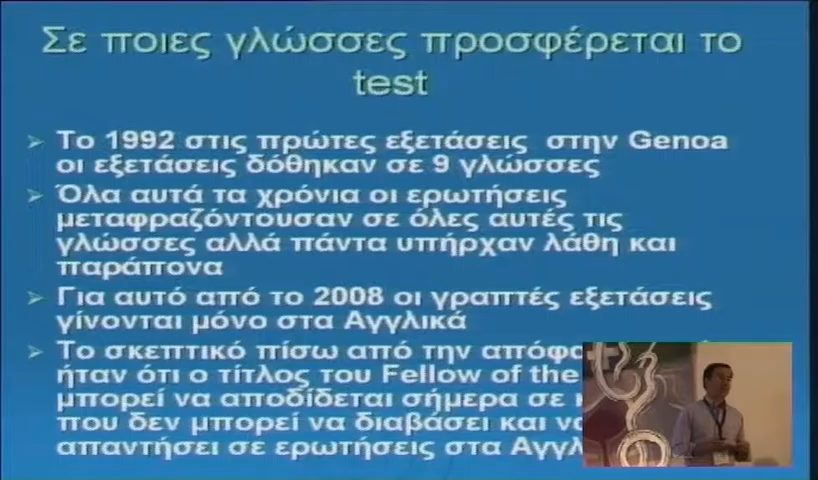 Σε ποιες γλώσσες προσφέρεται το
test
Το 1992 στις πρώτες εξετάσεις στην Genoa
οι εξετάσεις δόθηκαν σε 9 γλώσσες
Όλα αυτά τα χρόνια οι ερωτήσεις
μεταφραζόντουσαν σε όλες αυτές τις
γλώσσες αλλά πάντα υπήρχαν λάθη και
παράπονα
Για αυτό από το 2008 οι γραπτές εξετάσεις
γίνονται μόνο στα Αγγλικά
Το σκεπτικό πίσω από την
ήταν ότι ο τίτλος του Fellow of the
μπορεί να αποδίδεται σήμερα σε
που δεν μπορεί να διαβάσει και
απαντήσει σε ερωτήσεις στα